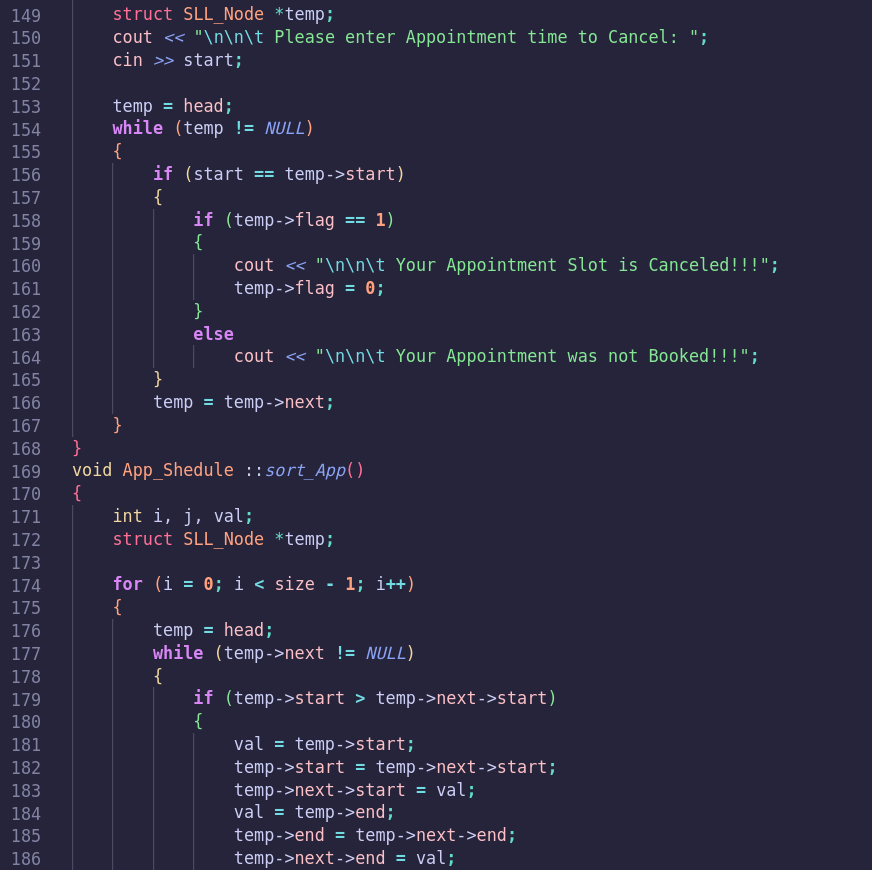 149 struct SLL_Node *temp;
150 cout << "\n\n\t Please enter Appointment time to Cancel: ";
151 cin >> start;
152
153 temp = head;
154 while (temp != NULL)
155 {
156 if (start == temp->start)
157 {
158 if (temp->flag == 1)
159 {
160 cout << "\n\n\t Your Appointment Slot is Canceled!!!";
161 temp->flag = 0;
162 }
163 else
164 cout << "\n\n\t Your Appointment was not Booked!!!";
165 }
166 temp = temp->next;
167 }
168 }
169 void App_Shedule ::sort_App()
170 {
171 int i, j, val;
172 struct SLL_Node *temp;
173
174 for (i = 0; i < size - 1; i++)
175 {
176 temp = head;
177 while (temp->next != NULL)
178 {
179 if (temp->start > temp->next->start)
180 {
181 val = temp->start;
182 temp->start = temp->next->start;
183 temp->next->start = val;
184 val = temp->end;
185 temp->end = temp->next->end;
186 temp->next->end = val;